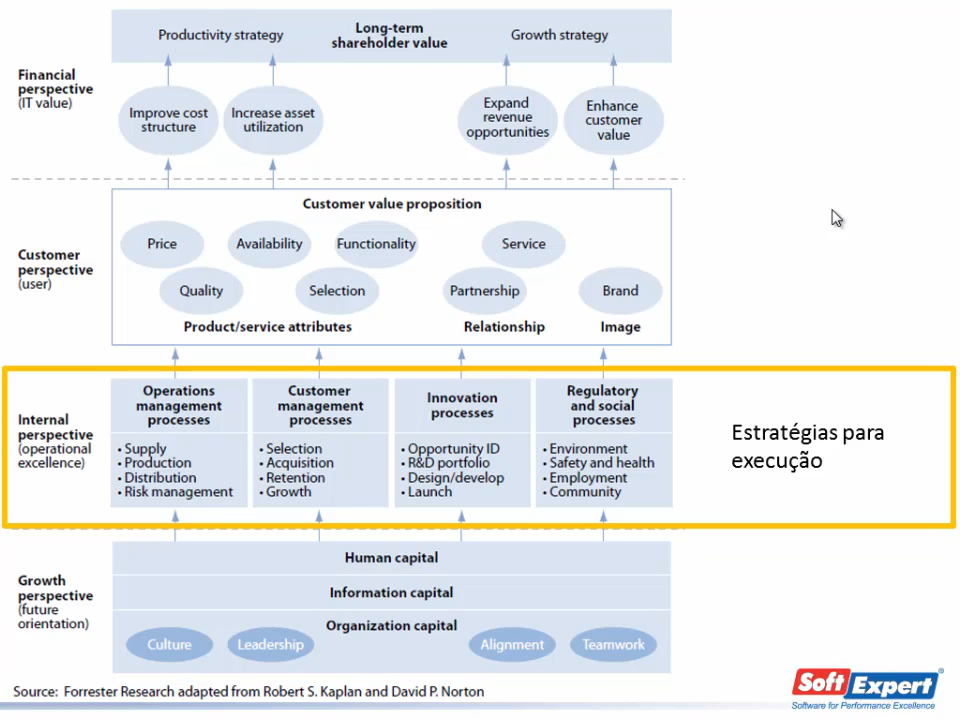 Productivity strategy
Long-term
shareholder value
Growth strategy
Financial
perspective
(IT value)
Improve cost
structure
Increase asset
utilization
Expand
revenue
opportunities
Enhance
customer
value
Customer value proposition
Customer
perspective
(user)
Price
Availability
Functionality
Service
Quality
Selection
Partnership
Brand
Product/service attributes
Relationship
Image
Internal
perspective
(operational
excellence)
Operations
management
processes
• Supply
• Production
• Distribution
• Risk management
Customer
management
processes
• Selection
• Acquisition
• Retention
• Growth
Innovation
processes
• Opportunity ID
• R&D portfolio
• Design/develop
• Launch
Regulatory
and social
processes
• Environment
• Safety and health
• Employment
• Community
Estratégias para
execução
Growth
perspective
(future
orientation)
Human capital
Information capital
Organization capital
Culture
Leadership
Alignment
Teamwork
Source: Forrester Research adapted from Robert S. Kaplan and David P. Norton
Soft Expert®
Software for Performance Excellence